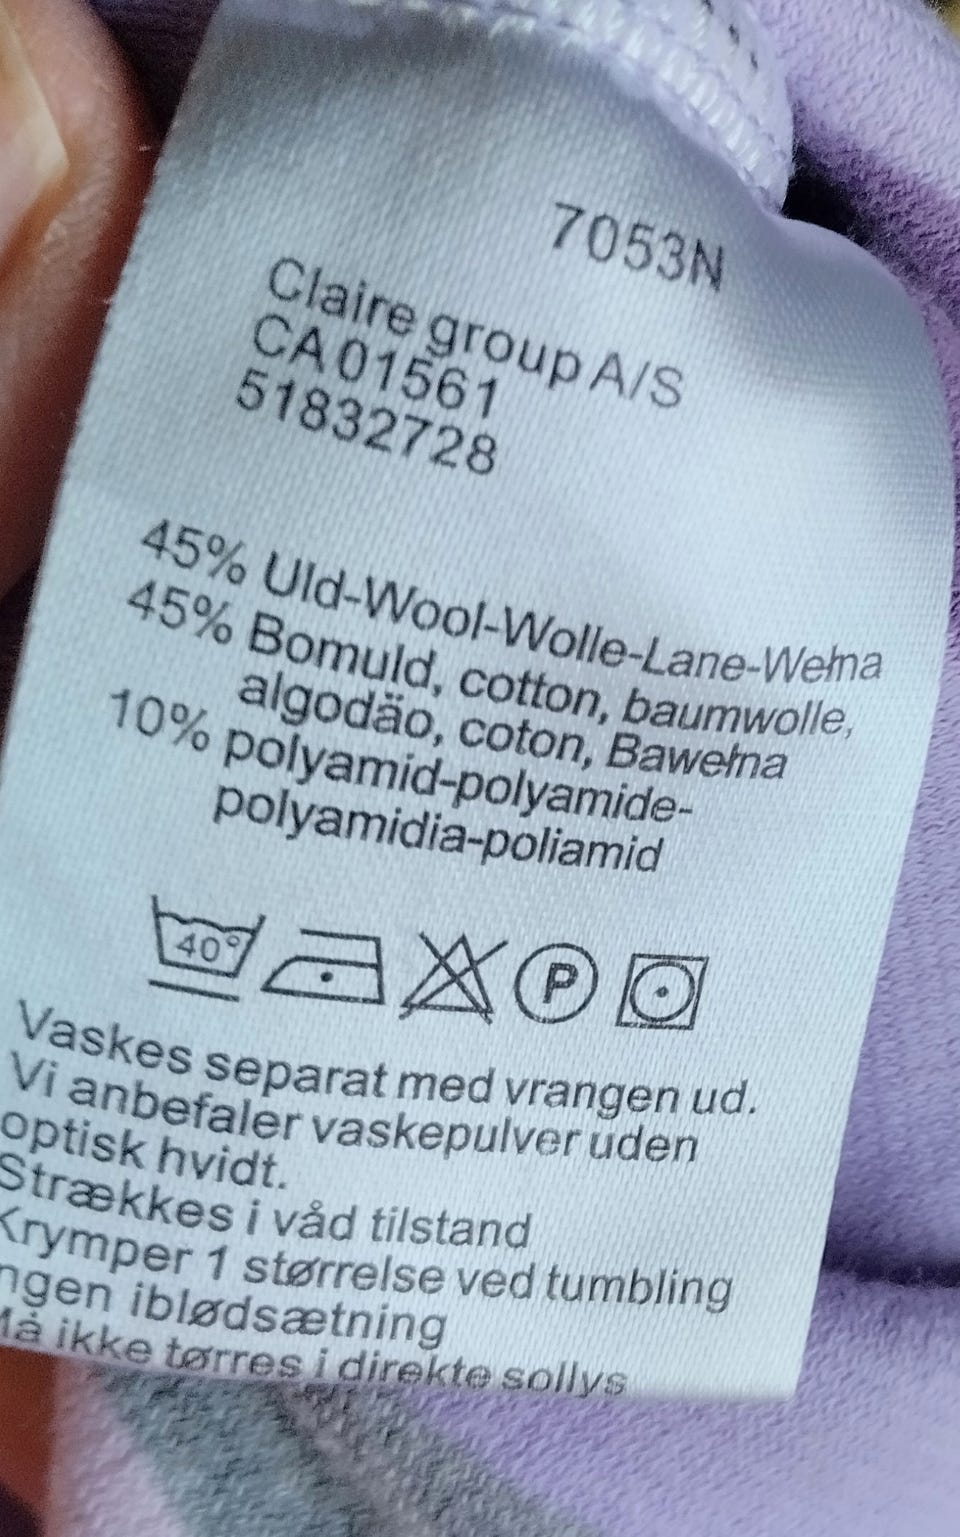 7053N
Claire group A/S
CA 01561
51832728
45% Uld-Wool-Wolle-Lane-Wełna
45% Bomuld, cotton, baumwolle,
algodäo, coton, Bawełna
10% polyamid-polyamide-
polyamidia-poliamid
40°
P
Vaskes separat med vrangen ud.
Vi anbefaler vaskepulver uden
optisk hvidt.
Strækkes i våd tilstand
Krymper 1 størrelse ved tumbling
ngen iblødsætning
Må ikke tørres i direkte sollys